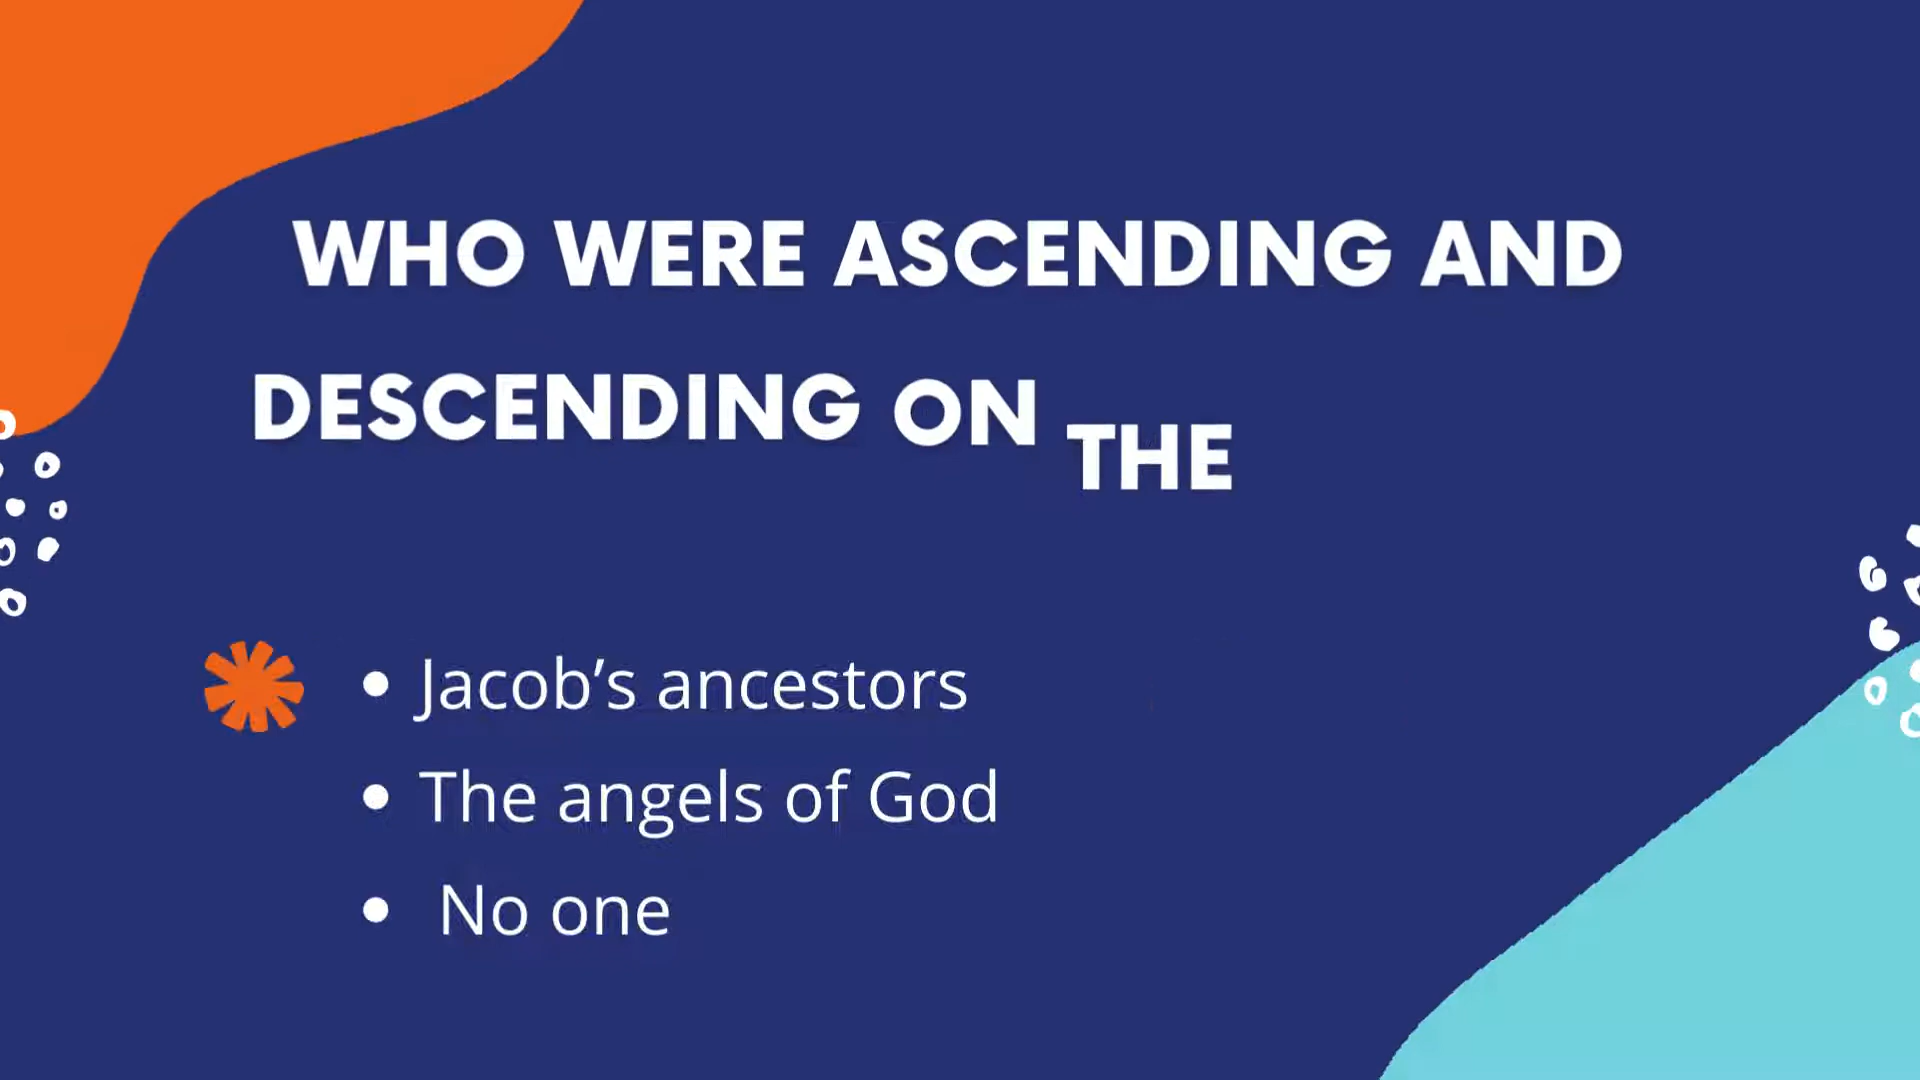 WHO WERE ASCENDING AND
DESCENDING ON THE
• Jacob’s ancestors
• The angels of God
• No one